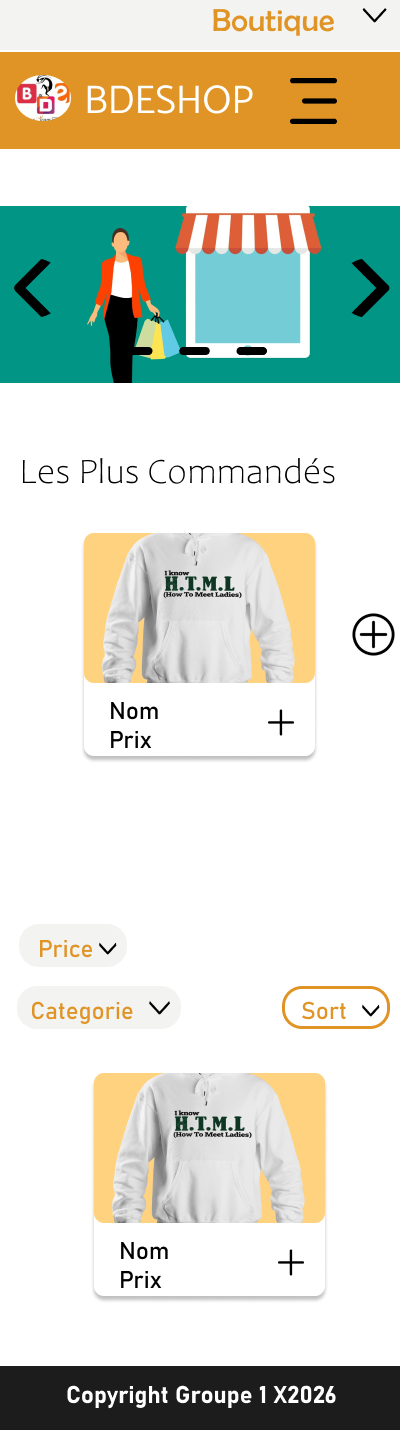 Boutique
BDe
BDESHOP
Les Plus Commandés
I know
H.T.M.L
(How To Meet Ladies)
Nom
Prix
Price
Categorie
Sort
I know
H.T.M.L
(How To Meet Ladies)
Nom
Prix
Copyright Groupe 1 X2026